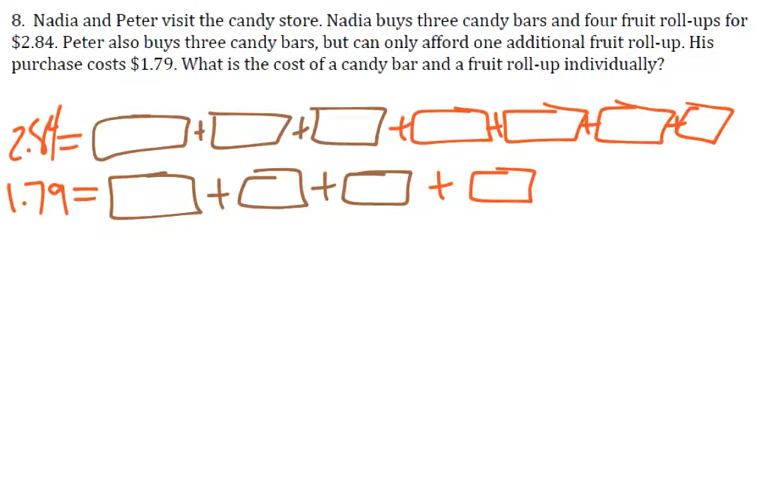 8. Nadia and Peter visit the candy store. Nadia buys three candy bars and four fruit roll-ups for
$2.84. Peter also buys three candy bars, but can only afford one additional fruit roll-up. His
purchase costs $1.79. What is the cost of a candy bar and a fruit roll-up individually?
2.84= + + + + + +
1.79= + + +